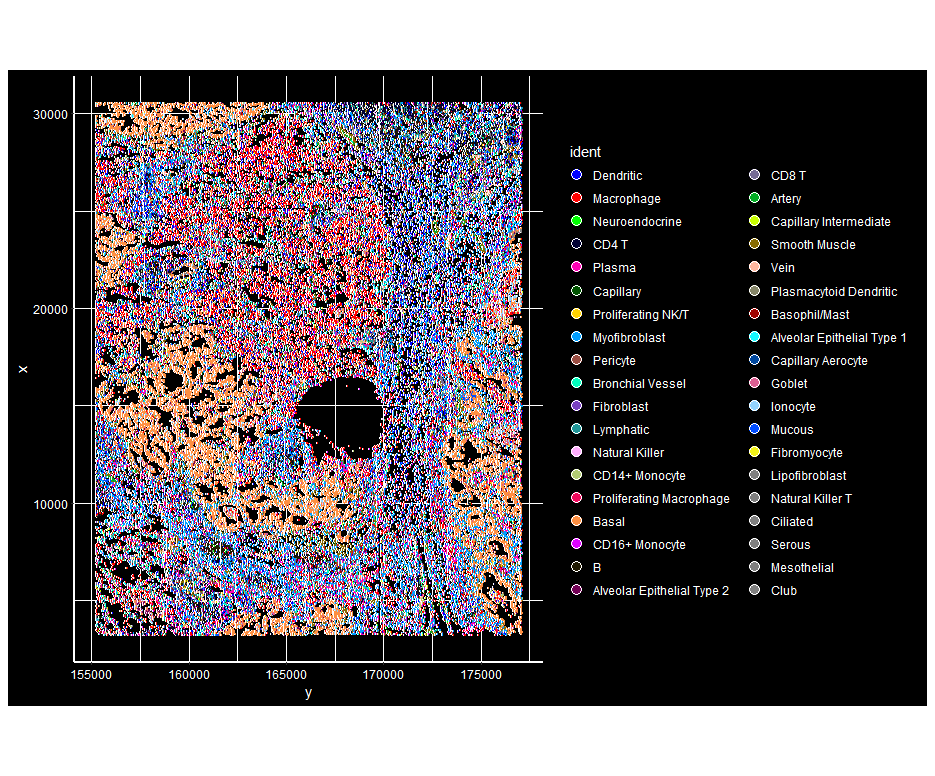 30000
20000
10000
x
155000
160000
165000
170000
175000
y
ident
Dendritic
Macrophage
Neuroendocrine
CD4 T
Plasma
Capillary
Proliferating NK/T
Myofibroblast
Pericyte
Bronchial Vessel
Fibroblast
Lymphatic
Natural Killer
CD14+ Monocyte
Proliferating Macrophage
Basal
CD16+ Monocyte
B
Alveolar Epithelial Type 2
CD8 T
Artery
Capillary Intermediate
Smooth Muscle
Vein
Plasmacytoid Dendritic
Basophil/Mast
Alveolar Epithelial Type 1
Capillary Aerocyte
Goblet
Ionocyte
Mucous
Fibromyocyte
Lipofibroblast
Natural Killer T
Ciliated
Serous
Mesothelial
Club